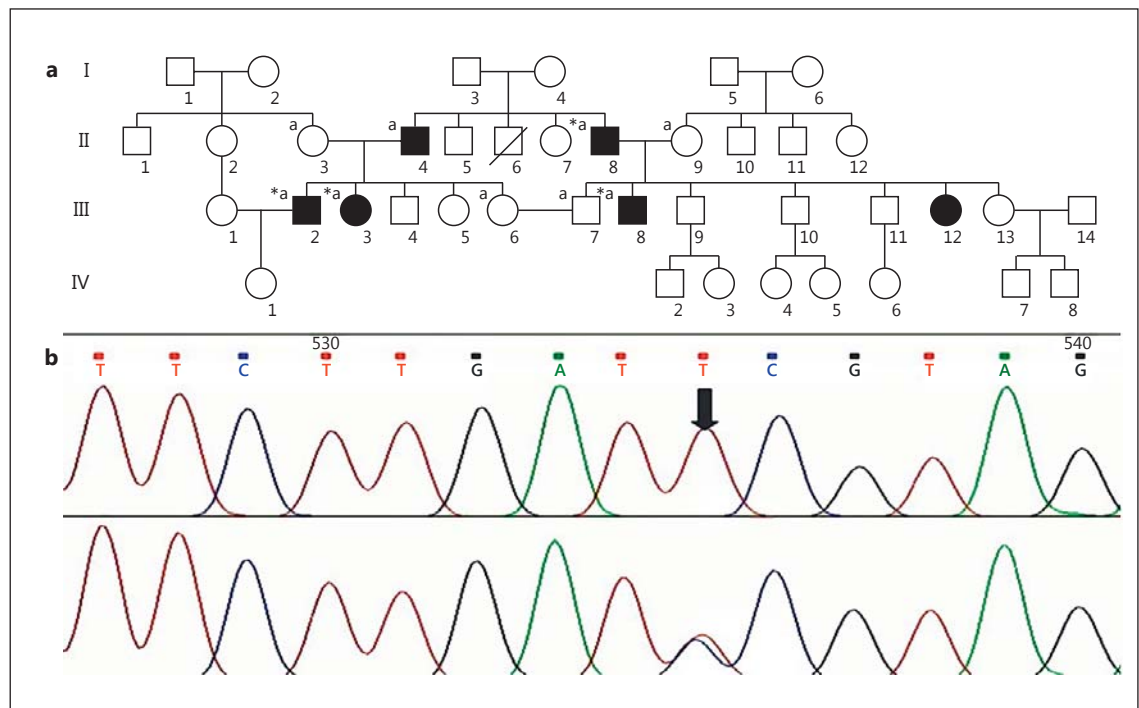 a I
1 2 3 4 5 6
II a a *a a
1 2 3 4 5 6 7 8 9 10 11 12
III *a *a a a *a
1 2 3 4 5 6 7 8 9 10 11 12 13 14
IV
1 2 3 4 5 6 7 8
b 530 540
T T C T T G A T T C G T A G